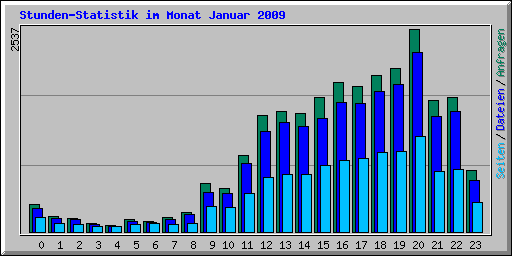 Stunden-Statistik im Monat Januar 2009
2537
Seiten/Dateien/Anfragen
0 1 2 3 4 5 6 7 8 9 10 11 12 13 14 15 16 17 18 19 20 21 22 23